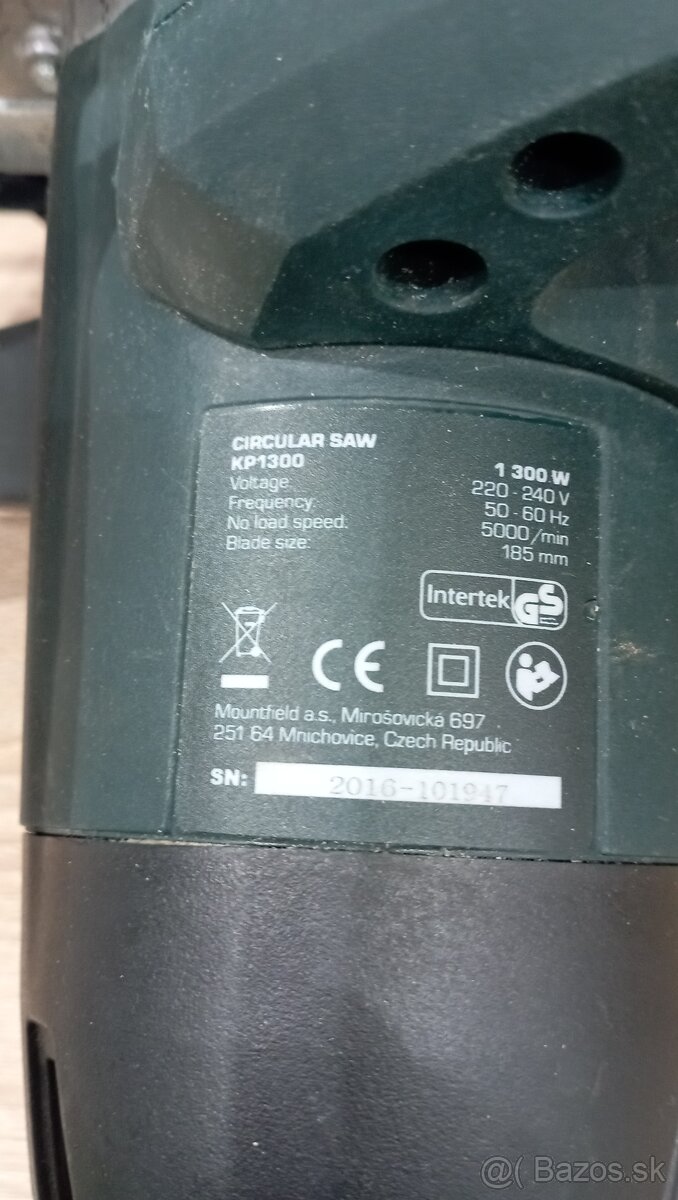 CIRCULAR SAW
KP1300 1 300 W
Voltage: 220 - 240 V
Frequency: 50 - 60 Hz
No load speed: 5000 /min
Blade size: 185 mm
Intertek GS
CE
Mountfield a.s., Mirošovická 697
251 64 Mnichovice, Czech Republic
SN: 2016-101947
@( Bazos.sk